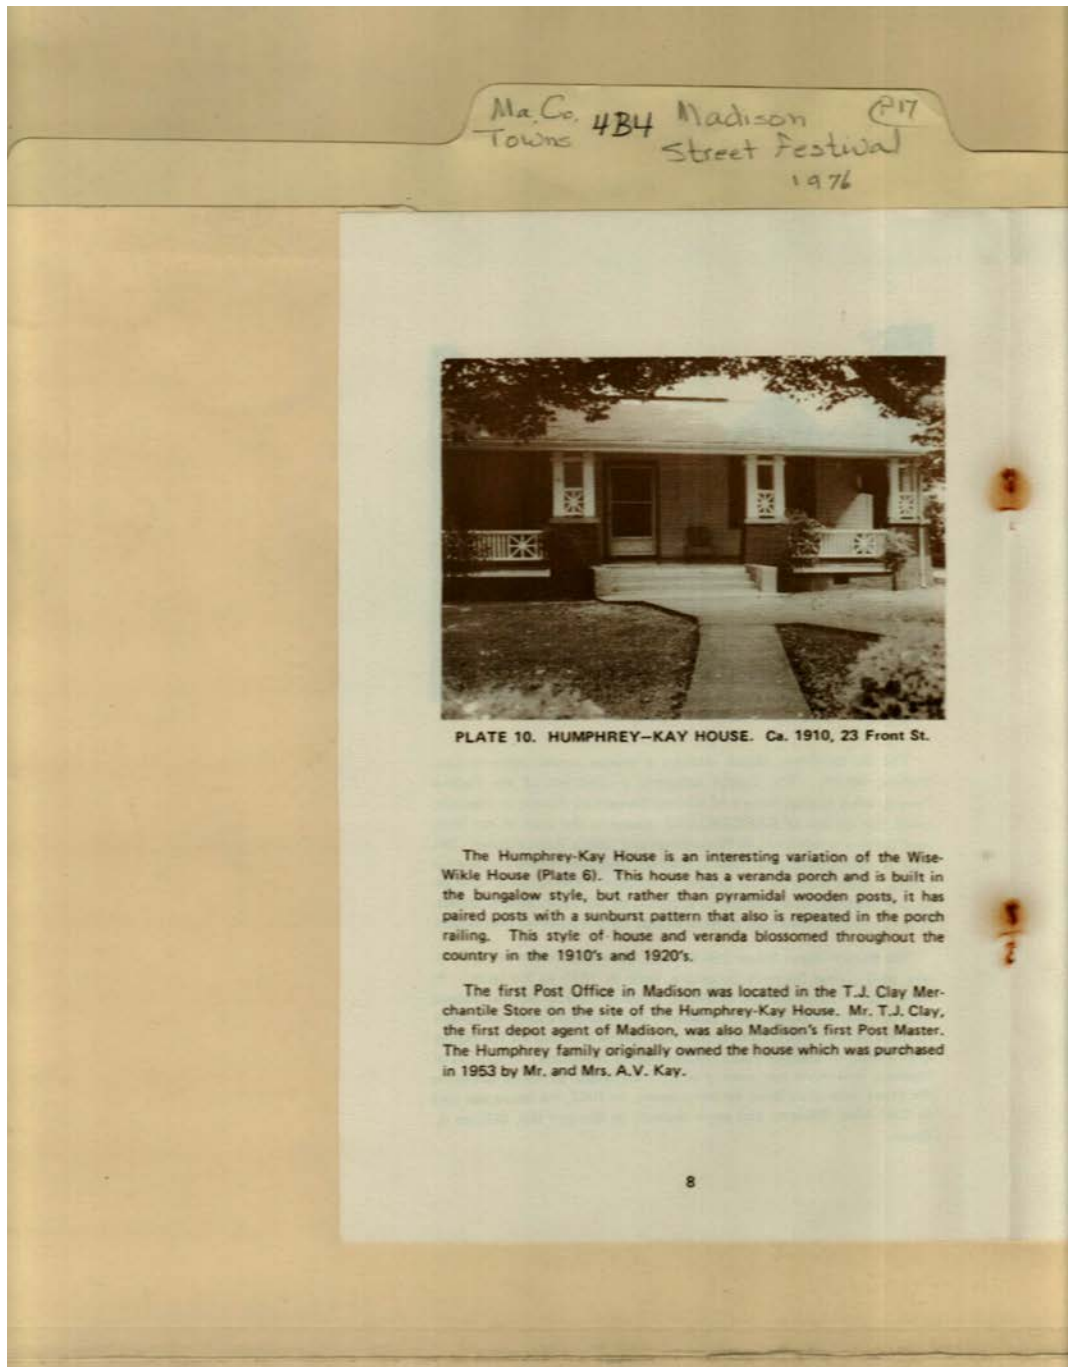 Ma. Co. 4B4 Madison P17
Towns Street Festival
1976
PLATE 10. HUMPHREY—KAY HOUSE. Ca. 1910, 23 Front St.
The Humphrey-Kay House is an interesting variation of the Wise-
Wikle House (Plate 6). This house has a veranda porch and is built in
the bungalow style, but rather than pyramidal wooden posts, it has
paired posts with a sunburst pattern that also is repeated in the porch
railing. This style of house and veranda blossomed throughout the
country in the 1910's and 1920's.
The first Post Office in Madison was located in the T.J. Clay Mer-
chantile Store on the site of the Humphrey-Kay House. Mr. T.J. Clay,
the first depot agent of Madison, was also Madison's first Post Master.
The Humphrey family originally owned the house which was purchased
in 1953 by Mr. and Mrs. A.V. Kay.
8